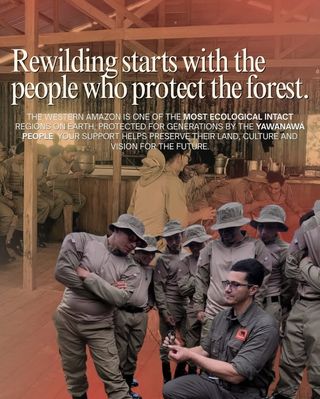 Rewilding starts with the
people who protect the forest.
THE WESTERN AMAZON IS ONE OF THE MOST ECOLOGICAL INTACT
REGIONS ON EARTH, PROTECTED FOR GENERATIONS BY THE YAWANAWA
PEOPLE. YOUR SUPPORT HELPS PRESERVE THEIR LAND, CULTURE AND
VISION FOR THE FUTURE.